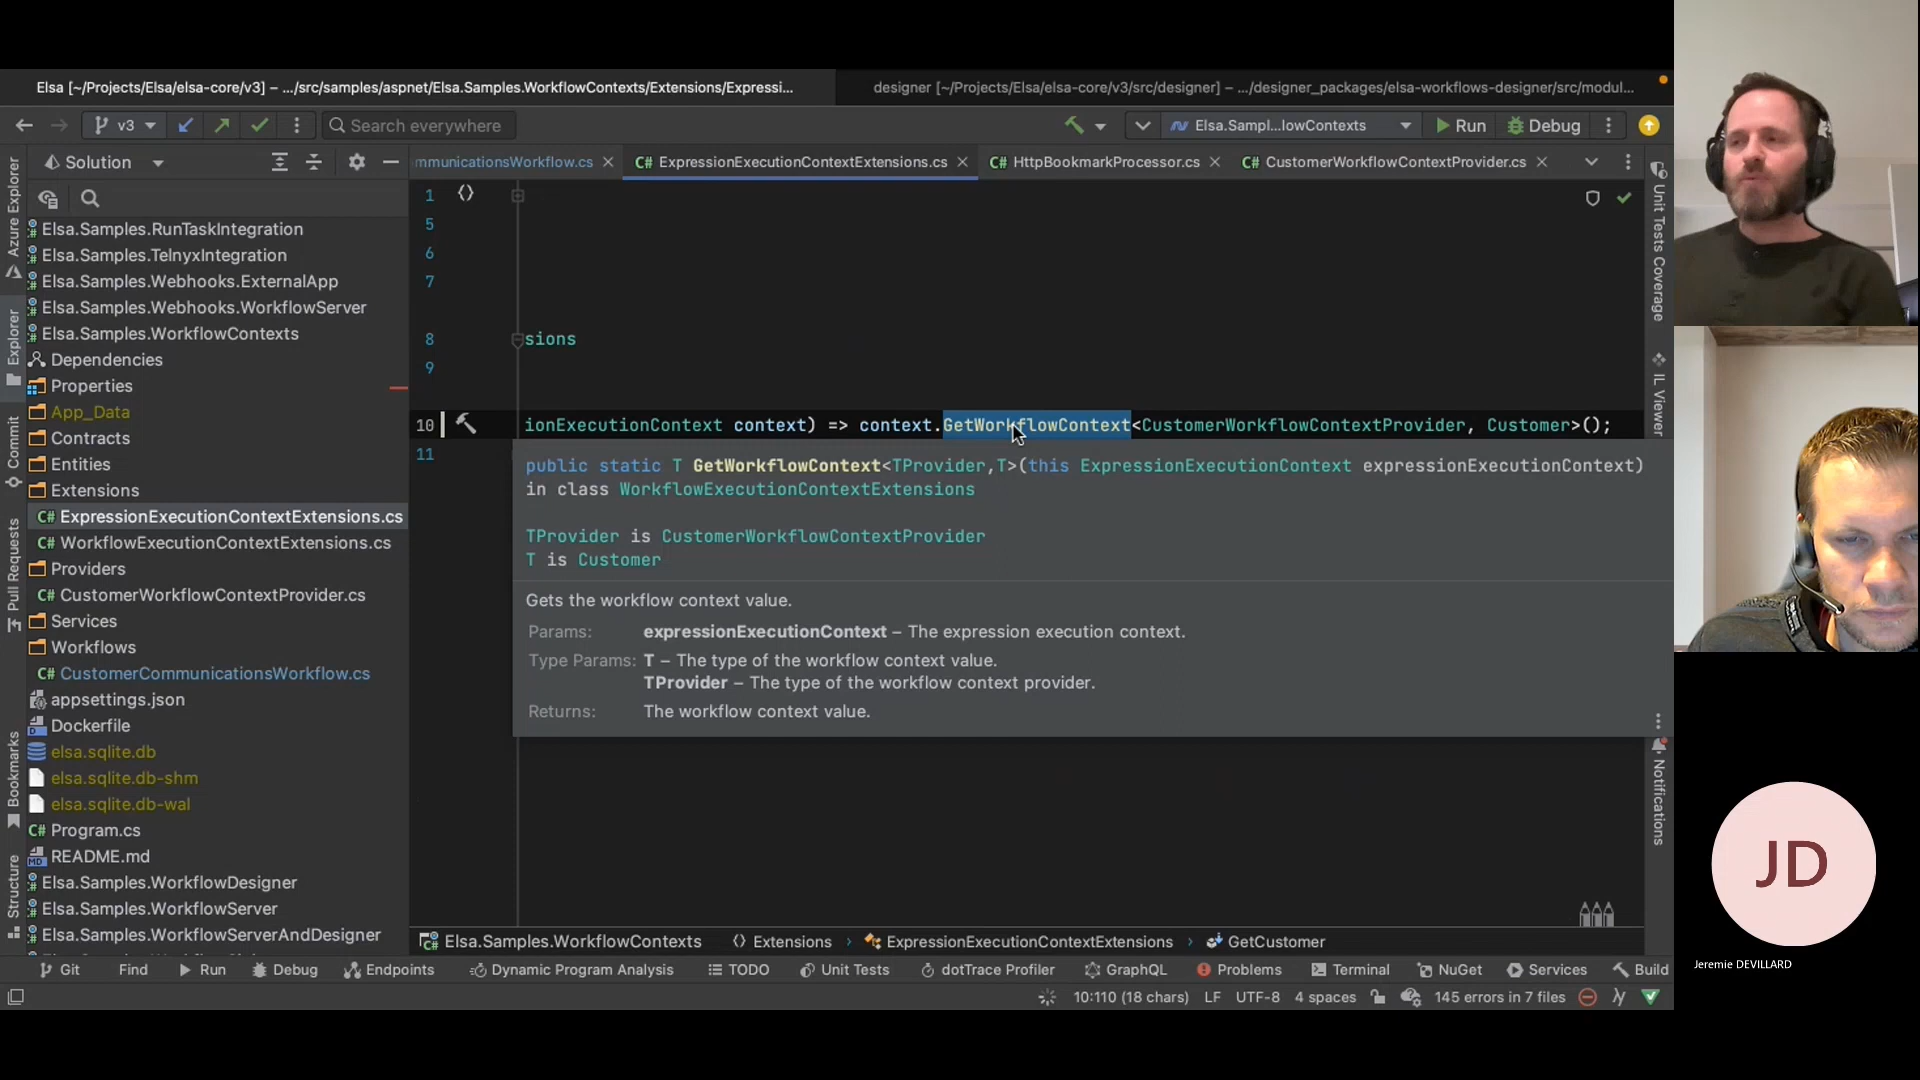 Elsa [~/Projects/Elsa/elsa-core/v3] – .../src/samples/aspnet/Elsa.Samples.WorkflowContexts/Extensions/Expressi...
designer [~/Projects/Elsa/elsa-core/v3/src/designer] – .../designer_packages/elsa-workflows-designer/src/modul...
v3
Search everywhere
Elsa.Sampl...lowContexts
Run
Debug
Solution
mmunicationsWorkflow.cs
C# ExpressionExecutionContextExtensions.cs
C# HttpBookmarkProcessor.cs
C# CustomerWorkflowContextProvider.cs
Azure Explorer
Explorer
Commit
Pull Requests
Bookmarks
Structure
Elsa.Samples.RunTaskIntegration
Elsa.Samples.TelnyxIntegration
Elsa.Samples.Webhooks.ExternalApp
Elsa.Samples.Webhooks.WorkflowServer
Elsa.Samples.WorkflowContexts
Dependencies
Properties
App_Data
Contracts
Entities
Extensions
C# ExpressionExecutionContextExtensions.cs
C# WorkflowExecutionContextExtensions.cs
Providers
C# CustomerWorkflowContextProvider.cs
Services
Workflows
C# CustomerCommunicationsWorkflow.cs
appsettings.json
Dockerfile
elsa.sqlite.db
elsa.sqlite.db-shm
elsa.sqlite.db-wal
C# Program.cs
README.md
Elsa.Samples.WorkflowDesigner
Elsa.Samples.WorkflowServer
Elsa.Samples.WorkflowServerAndDesigner
1
5
6
7
8 sions
9
10 ionExecutionContext context) => context.GetWorkflowContext<CustomerWorkflowContextProvider, Customer>();
11
public static T GetWorkflowContext<TProvider,T>(this ExpressionExecutionContext expressionExecutionContext)
in class WorkflowExecutionContextExtensions
TProvider is CustomerWorkflowContextProvider
T is Customer
Gets the workflow context value.
Params: expressionExecutionContext – The expression execution context.
Type Params: T – The type of the workflow context value.
TProvider – The type of the workflow context provider.
Returns: The workflow context value.
Unit Tests Coverage
IL Viewer
Notifications
Elsa.Samples.WorkflowContexts
Extensions
ExpressionExecutionContextExtensions
GetCustomer
Git
Find
Run
Debug
Endpoints
Dynamic Program Analysis
TODO
Unit Tests
dotTrace Profiler
GraphQL
Problems
Terminal
NuGet
Services
Build
10:110 (18 chars)
LF
UTF-8
4 spaces
145 errors in 7 files
JD
Jeremie DEVILLARD